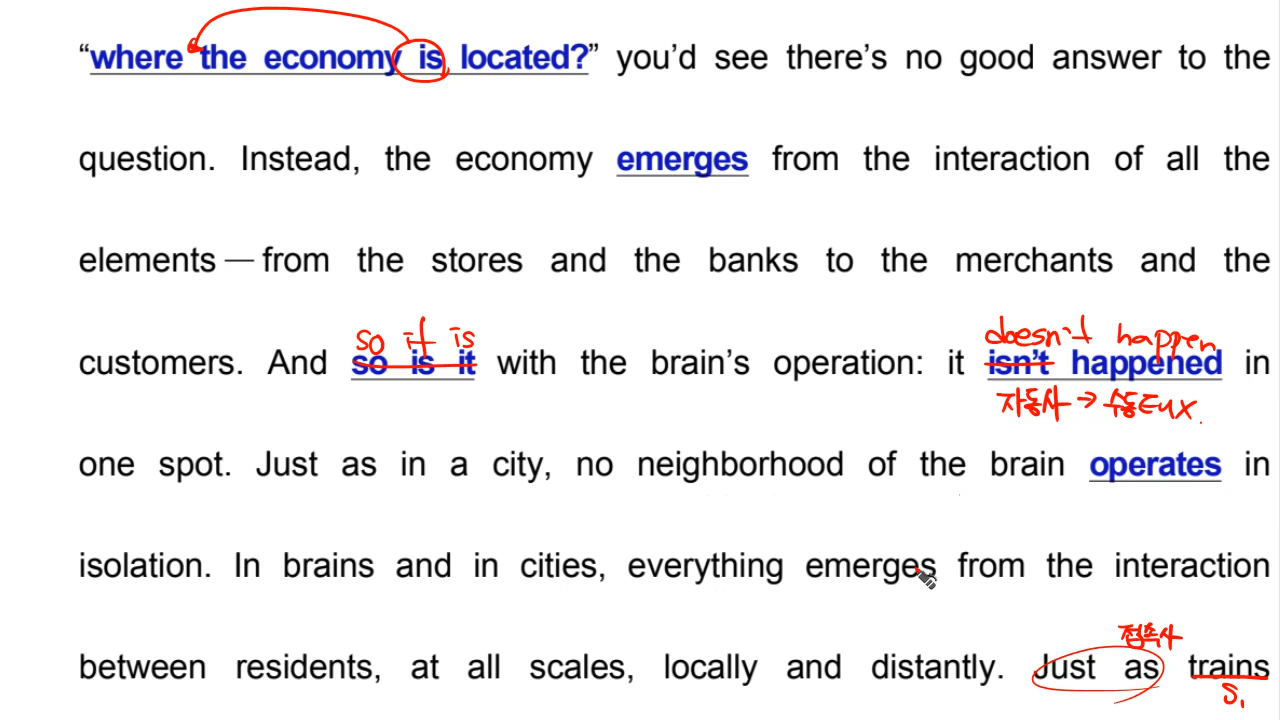 “where the economy is located?” you’d see there’s no good answer to the
question. Instead, the economy emerges from the interaction of all the
elements — from the stores and the banks to the merchants and the
so it is doesn't happen
customers. And so is it with the brain’s operation: it isn’t happened in
자동사 → 수동태 x.
one spot. Just as in a city, no neighborhood of the brain operates in
isolation. In brains and in cities, everything emerges from the interaction
접속사
between residents, at all scales, locally and distantly. Just as trains
S₁